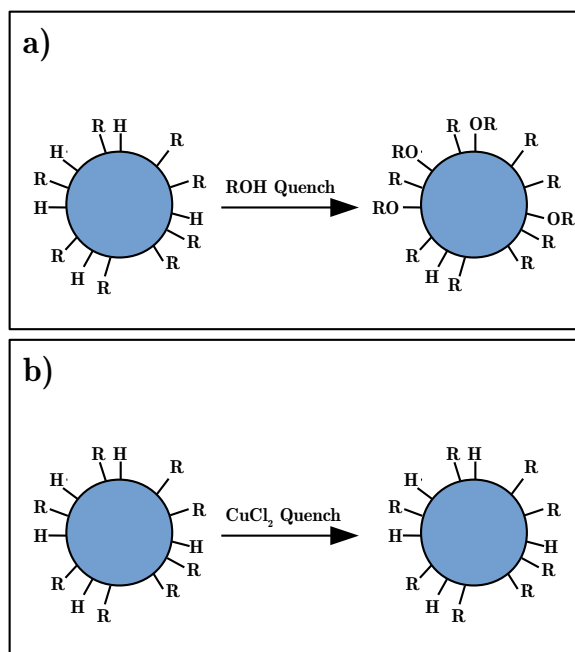 a)
R H R
H
R R
H H
R R
H R R
ROH Quench
R OR R
RO
R R
RO OR
R R
H R R
b)
R H R
H
R R
H H
R R
H R R
CuCl₂ Quench
R H R
H
R R
H H
R R
H R R